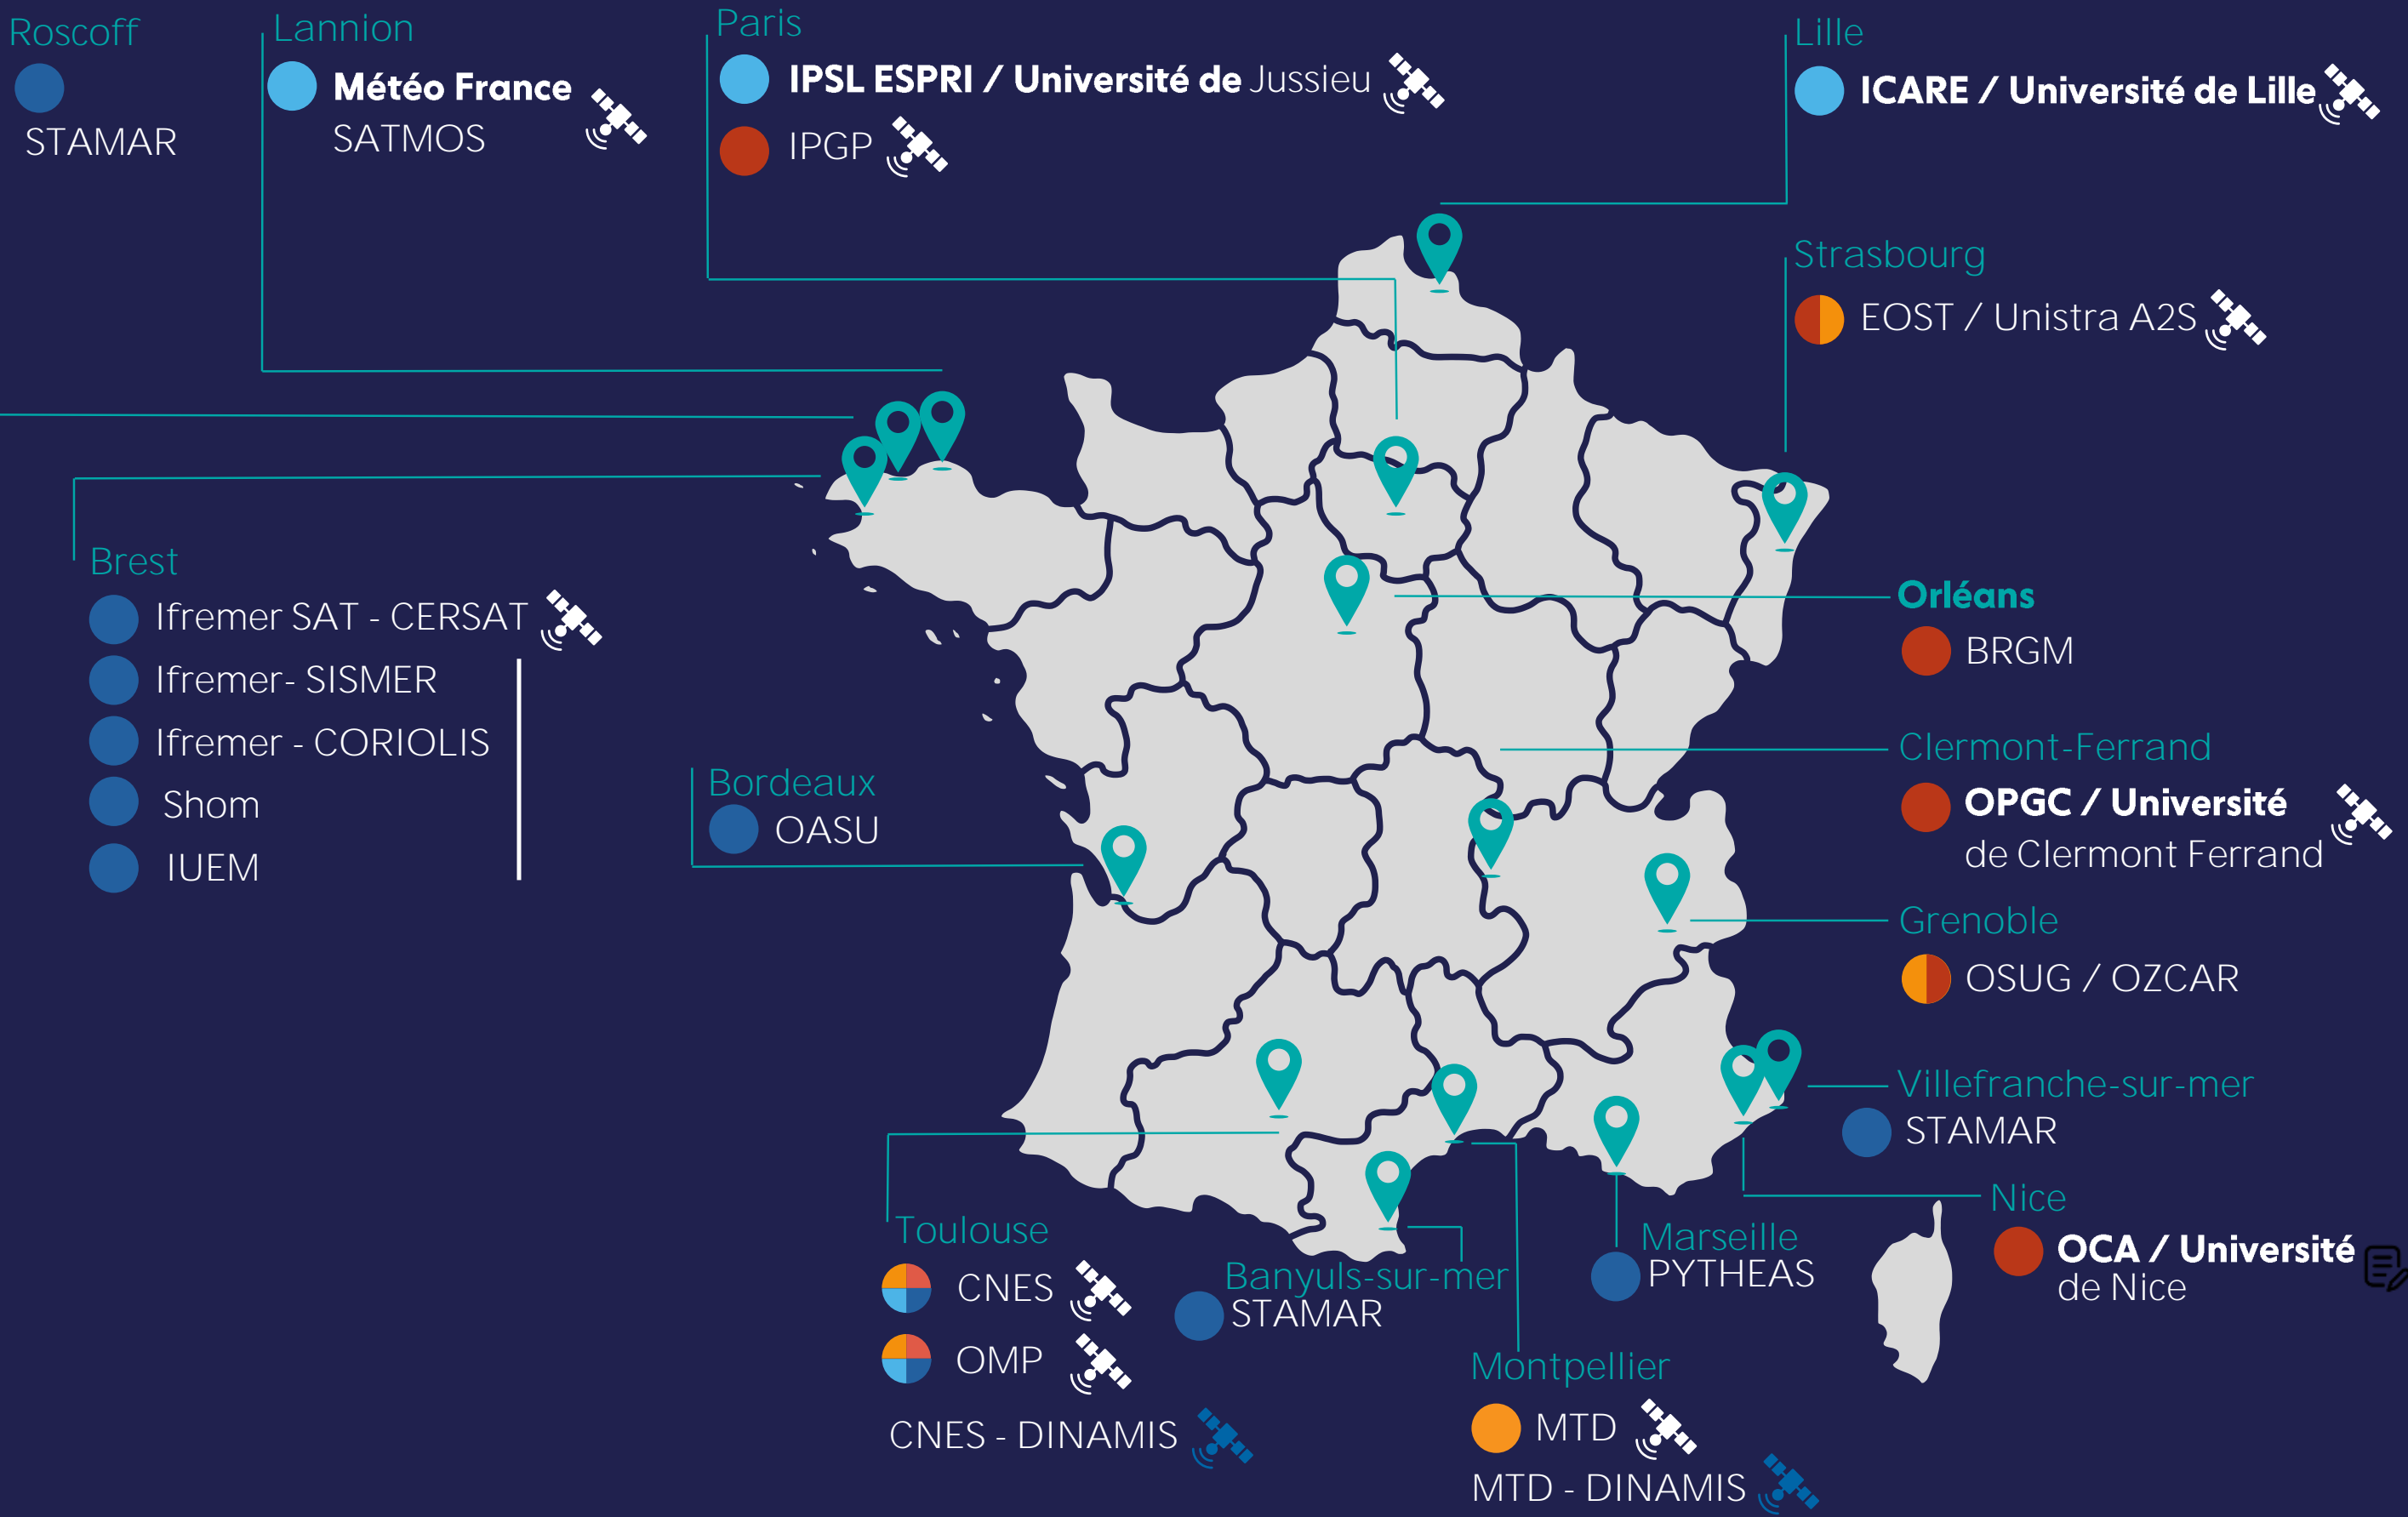 Roscoff
STAMAR
Lannion
Météo France
SATMOS
Paris
IPSL ESPRI / Université de Jussieu
IPGP
Lille
ICARE / Université de Lille
Strasbourg
EOST / Unistra A2S
Brest
Ifremer SAT - CERSAT
Ifremer- SISMER
Ifremer - CORIOLIS
Shom
IUEM
Bordeaux
OASU
Orléans
BRGM
Clermont-Ferrand
OPGC / Université
de Clermont Ferrand
Grenoble
OSUG / OZCAR
Villefranche-sur-mer
STAMAR
Nice
OCA / Université
de Nice
Marseille
PYTHEAS
Toulouse
CNES
OMP
CNES - DINAMIS
Banyuls-sur-mer
STAMAR
Montpellier
MTD
MTD - DINAMIS